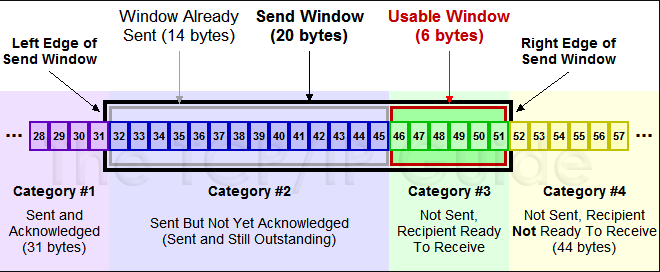 Window Already
Sent (14 bytes)
Send Window
(20 bytes)
Usable Window
(6 bytes)
Left Edge of
Send Window
Right Edge of
Send Window
... 28 29 30 31 32 33 34 35 36 37 38 39 40 41 42 43 44 45 46 47 48 49 50 51 52 53 54 55 56 57 ...
The TCP/IP Guide
Category #1
Sent and
Acknowledged
(31 bytes)
Category #2
Sent But Not Yet Acknowledged
(Sent and Still Outstanding)
Category #3
Not Sent,
Recipient Ready
To Receive
Category #4
Not Sent, Recipient
Not Ready To Receive
(44 bytes)